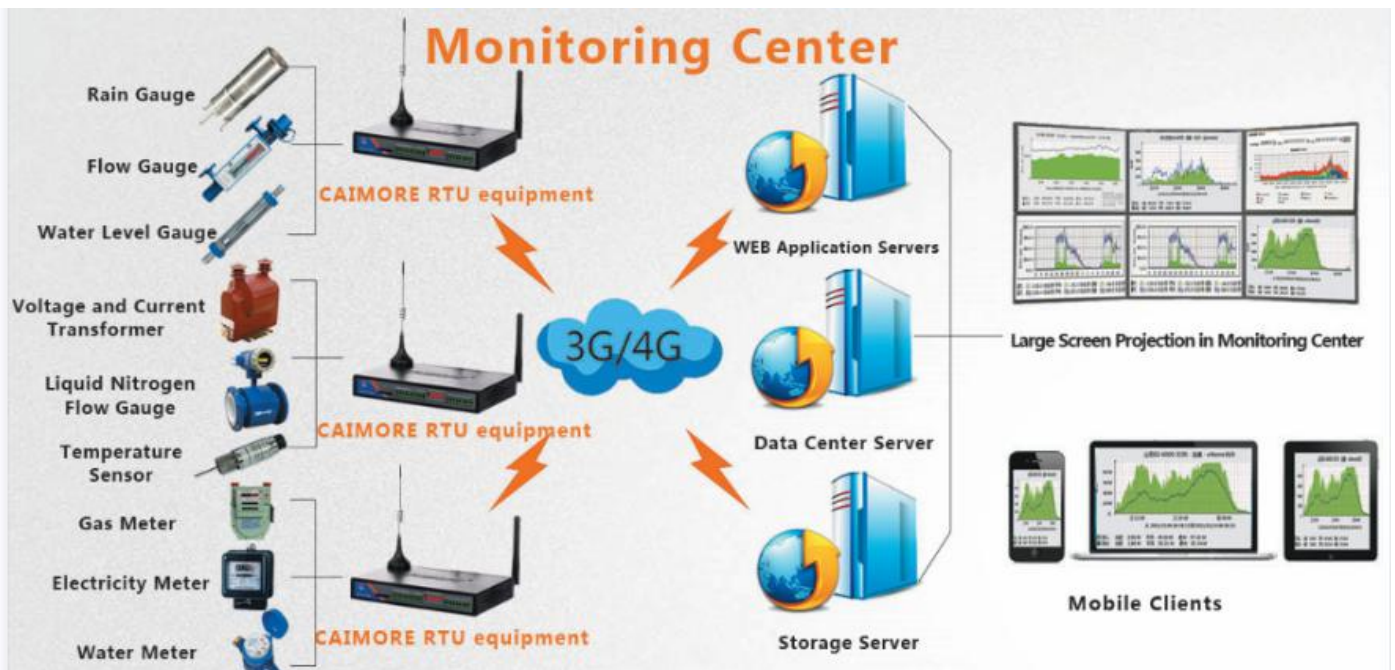 Monitoring Center
Rain Gauge
Flow Gauge
Water Level Gauge
CAIMORE RTU equipment
Voltage and Current
Transformer
Liquid Nitrogen
Flow Gauge
Temperature
Sensor
CAIMORE RTU equipment
Gas Meter
Electricity Meter
Water Meter
CAIMORE RTU equipment
3G/4G
WEB Application Servers
Data Center Server
Storage Server
Large Screen Projection in Monitoring Center
Mobile Clients